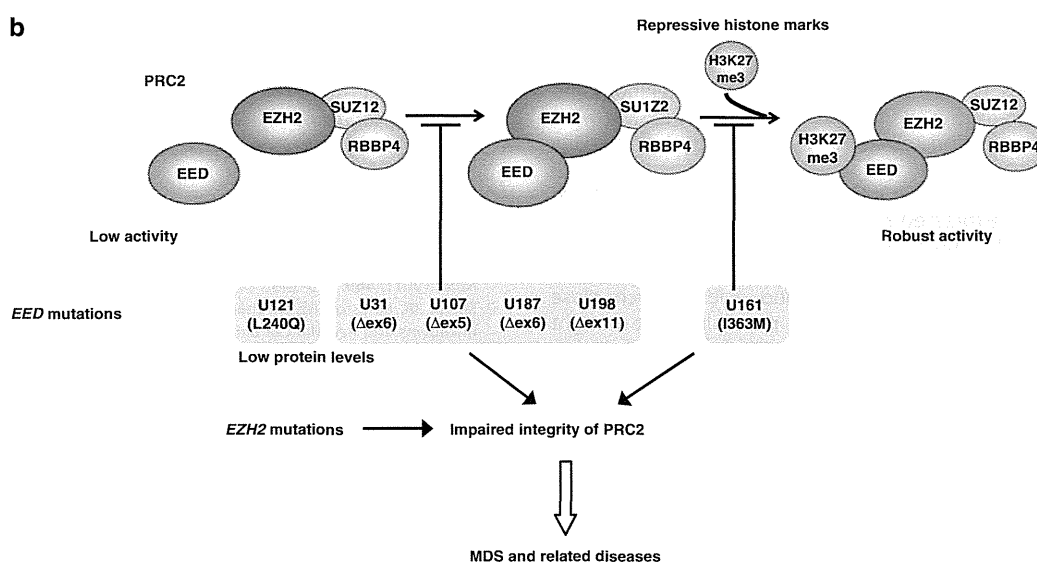 b
Repressive histone marks
PRC2
H3K27
me3
EZH2
SUZ12
RBBP4
EED
EZH2
SU1Z2
RBBP4
EED
H3K27
me3
EZH2
SUZ12
RBBP4
EED
Low activity
Robust activity
EED mutations
U121
(L240Q)
U31
(Δex6)
U107
(Δex5)
U187
(Δex6)
U198
(Δex11)
U161
(I363M)
Low protein levels
EZH2 mutations
Impaired integrity of PRC2
MDS and related diseases